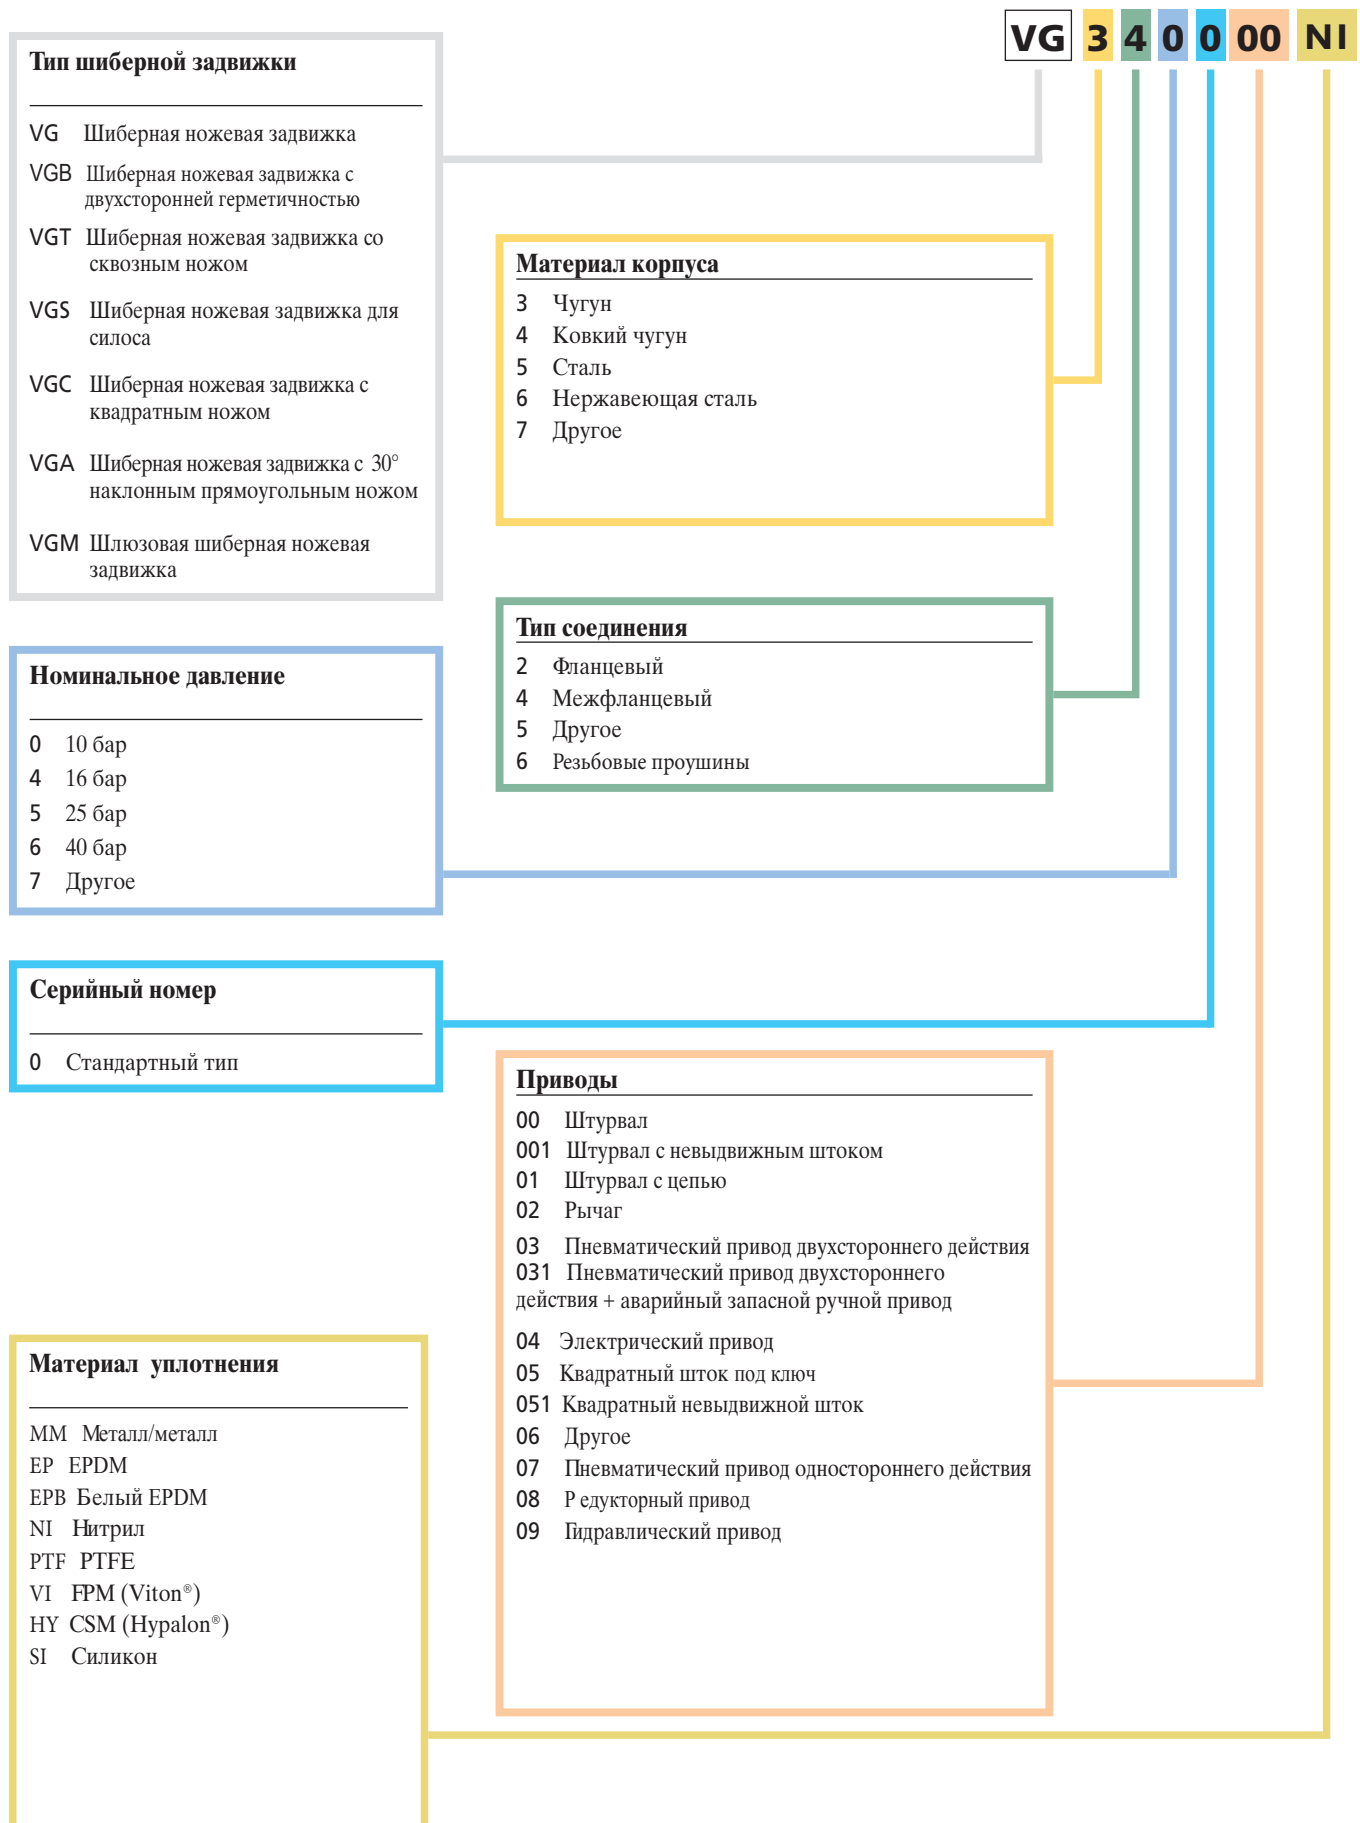 VG 3 4 0 0 00 NI
Тип шиберной задвижки
VG Шиберная ножевая задвижка
VGB Шиберная ножевая задвижка с
двухсторонней герметичностью
VGT Шиберная ножевая задвижка со
сквозным ножом
VGS Шиберная ножевая задвижка для
силоса
VGC Шиберная ножевая задвижка с
квадратным ножом
VGA Шиберная ножевая задвижка с 30°
наклонным прямоугольным ножом
VGM Шлюзовая шиберная ножевая
задвижка
Материал корпуса
3 Чугун
4 Ковкий чугун
5 Сталь
6 Нержавеющая сталь
7 Другое
Тип соединения
2 Фланцевый
4 Межфланцевый
5 Другое
6 Резьбовые проушины
Номинальное давление
0 10 бар
4 16 бар
5 25 бар
6 40 бар
7 Другое
Серийный номер
0 Стандартный тип
Приводы
00 Штурвал
001 Штурвал с невыдвижным штоком
01 Штурвал с цепью
02 Рычаг
03 Пневматический привод двухстороннего действия
031 Пневматический привод двухстороннего
действия + аварийный запасной ручной привод
04 Электрический привод
05 Квадратный шток под ключ
051 Квадратный невыдвижной шток
06 Другое
07 Пневматический привод одностороннего действия
08 Р едукторный привод
09 Гидравлический привод
Материал уплотнения
MM Металл/металл
EP EPDM
EPB Белый EPDM
NI Нитрил
PTF PTFE
VI FPM (Viton®)
HY CSM (Hypalon®)
SI Силикон